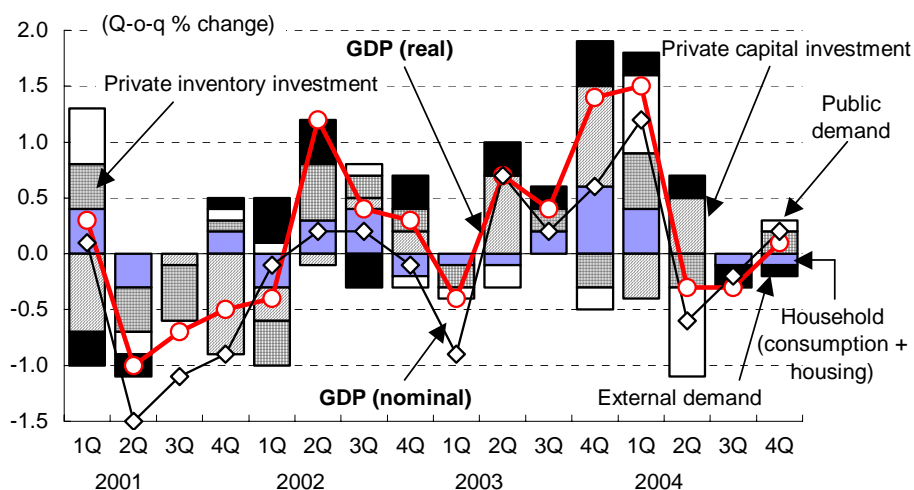 (Q-o-q % change)
2.0
1.5
1.0
0.5
0.0
-0.5
-1.0
-1.5
GDP (real)
Private capital investment
Private inventory investment
Public
demand
Household
(consumption +
housing)
GDP (nominal)
External demand
1Q 2Q 3Q 4Q 1Q 2Q 3Q 4Q 1Q 2Q 3Q 4Q 1Q 2Q 3Q 4Q
2001 2002 2003 2004